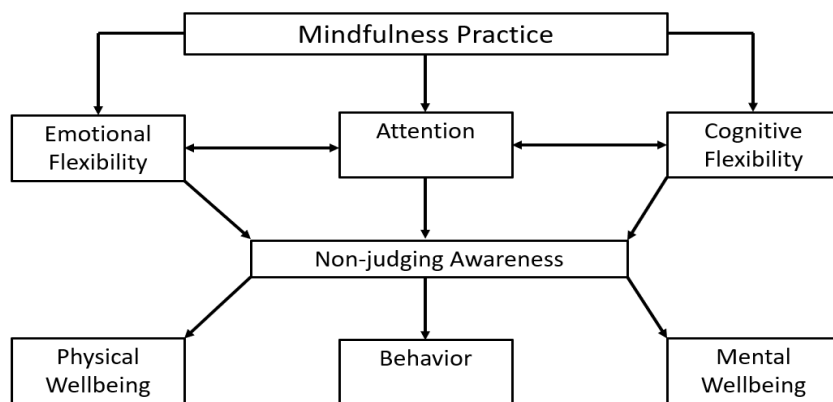 Mindfulness Practice
Emotional
Flexibility
Attention
Cognitive
Flexibility
Non-judging Awareness
Physical
Wellbeing
Behavior
Mental
Wellbeing